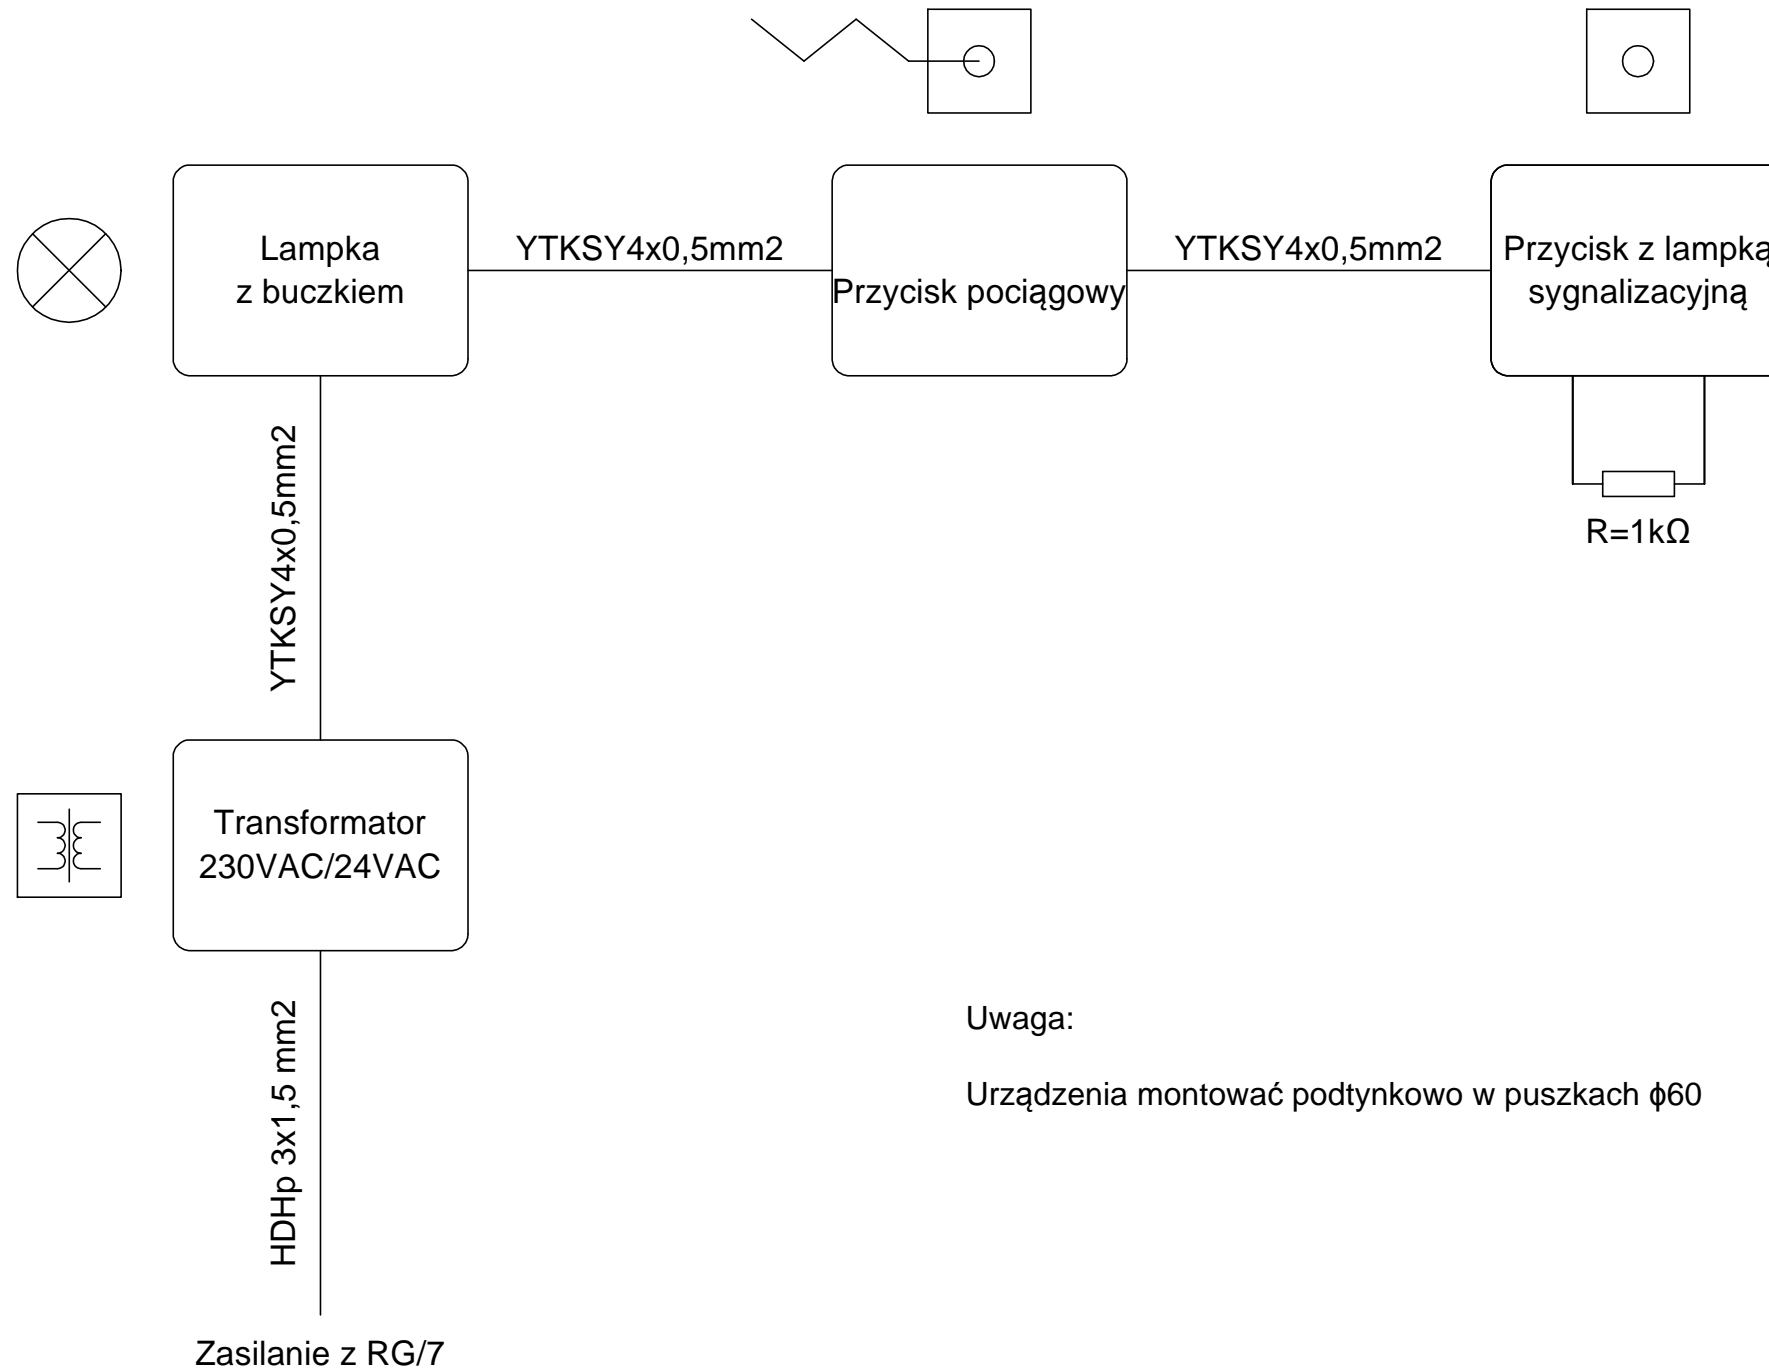 Lampka
z buczkiem
YTKSY4x0,5mm2
Przycisk pociągowy
YTKSY4x0,5mm2
Przycisk z lampką
sygnalizacyjną
R=1kΩ
YTKSY4x0,5mm2
Transformator
230VAC/24VAC
HDHp 3x1,5 mm2
Zasilanie z RG/7
Uwaga:
Urządzenia montować podtynkowo w puszkach ϕ60